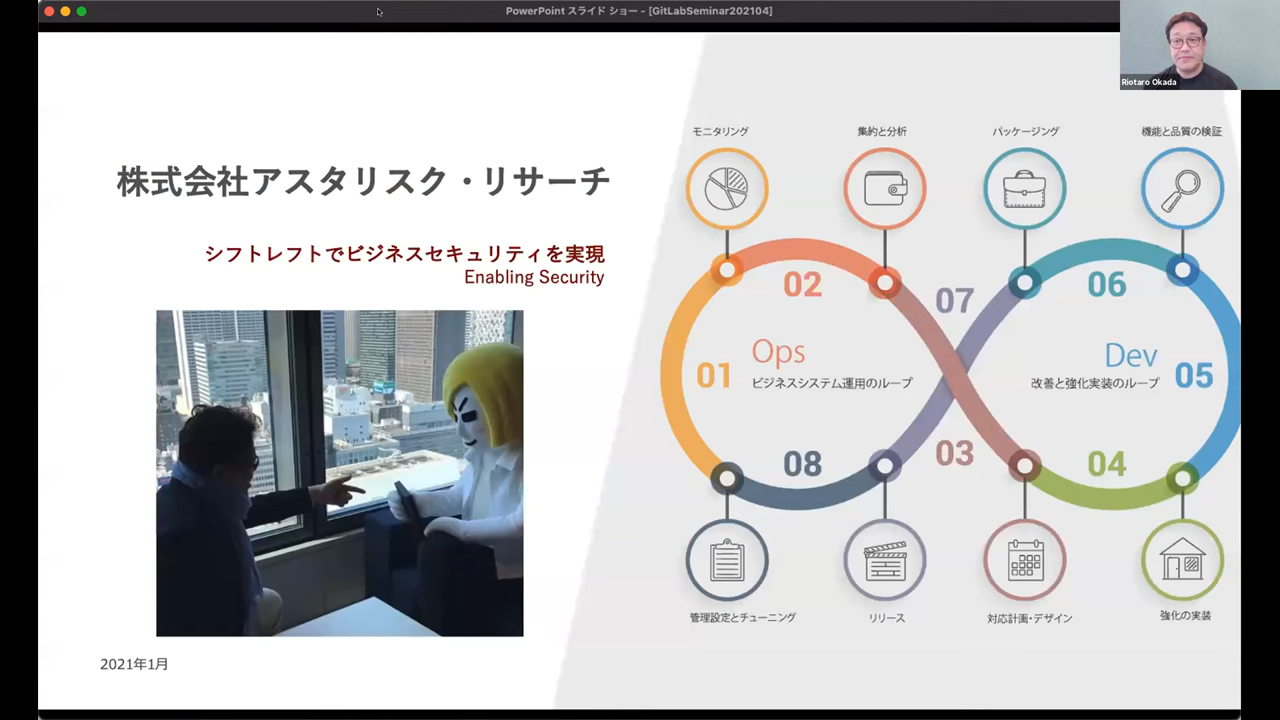 PowerPoint スライド ショー - [GitLabSeminar202104]
Riotaro Okada
株式会社アスタリスク・リサーチ
シフトレフトでビジネスセキュリティを実現
Enabling Security
2021年1月
モニタリング
集約と分析
パッケージング
機能と品質の検証
02
07
06
01
Ops
ビジネスシステム運用のループ
Dev
改善と強化実装のループ
05
08
03
04
管理設定とチューニング
リリース
対応計画・デザイン
強化の実装